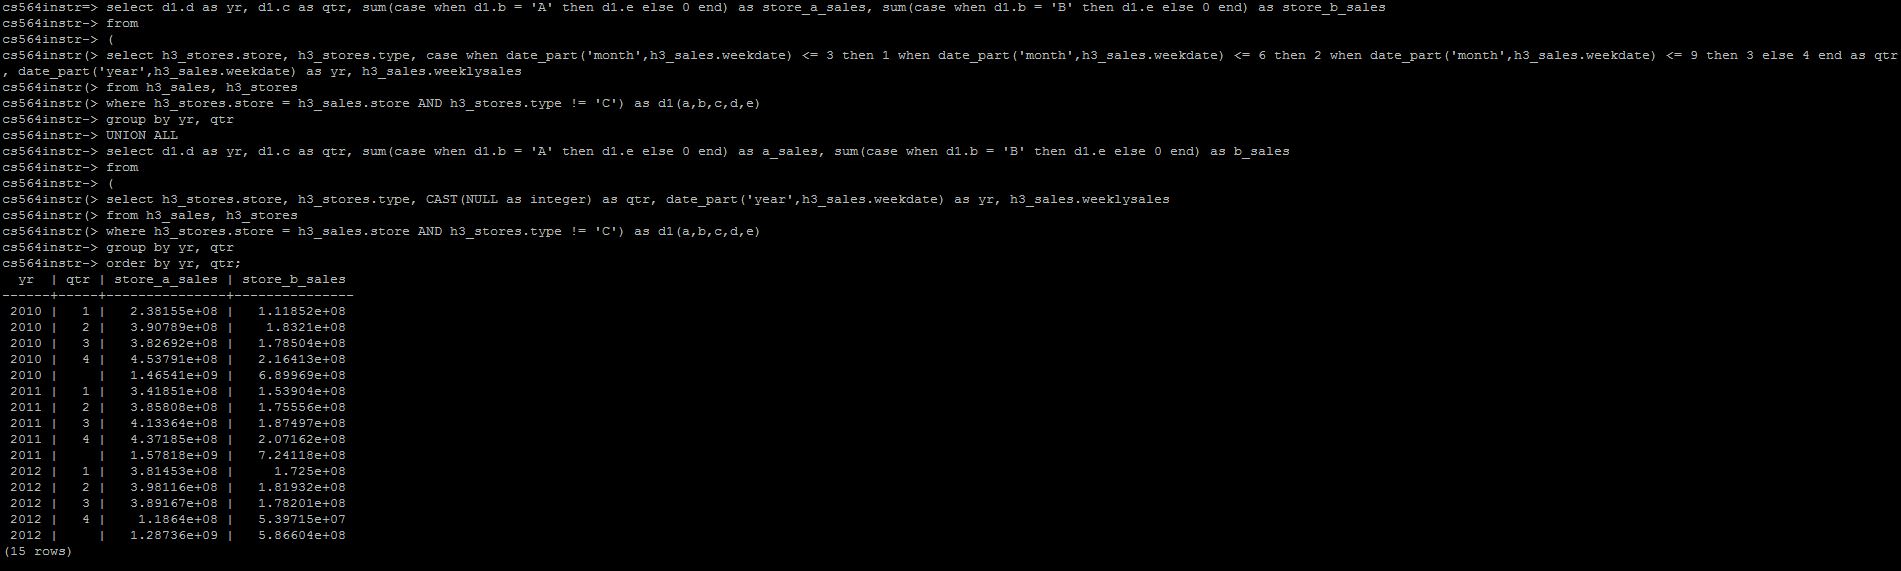 cs564instr=> select d1.d as yr, d1.c as qtr, sum(case when d1.b = 'A' then d1.e else 0 end) as store_a_sales, sum(case when d1.b = 'B' then d1.e else 0 end) as store_b_sales
cs564instr-> from
cs564instr-> (
cs564instr(> select h3_stores.store, h3_stores.type, case when date_part('month',h3_sales.weekdate) <= 3 then 1 when date_part('month',h3_sales.weekdate) <= 6 then 2 when date_part('month',h3_sales.weekdate) <= 9 then 3 else 4 end as qtr
, date_part('year',h3_sales.weekdate) as yr, h3_sales.weeklysales
cs564instr(> from h3_sales, h3_stores
cs564instr(> where h3_stores.store = h3_sales.store AND h3_stores.type != 'C') as d1(a,b,c,d,e)
cs564instr-> group by yr, qtr
cs564instr-> UNION ALL
cs564instr-> select d1.d as yr, d1.c as qtr, sum(case when d1.b = 'A' then d1.e else 0 end) as a_sales, sum(case when d1.b = 'B' then d1.e else 0 end) as b_sales
cs564instr-> from
cs564instr-> (
cs564instr(> select h3_stores.store, h3_stores.type, CAST(NULL as integer) as qtr, date_part('year',h3_sales.weekdate) as yr, h3_sales.weeklysales
cs564instr(> from h3_sales, h3_stores
cs564instr(> where h3_stores.store = h3_sales.store AND h3_stores.type != 'C') as d1(a,b,c,d,e)
cs564instr-> group by yr, qtr
cs564instr-> order by yr, qtr;
  yr  | qtr | store_a_sales | store_b_sales
------+-----+---------------+---------------
 2010 |   1 |   2.38155e+08 |   1.11852e+08
 2010 |   2 |   3.90789e+08 |    1.8321e+08
 2010 |   3 |   3.82692e+08 |   1.78504e+08
 2010 |   4 |   4.53791e+08 |   2.16413e+08
 2010 |     |   1.46541e+09 |   6.89969e+08
 2011 |   1 |   3.41851e+08 |   1.53904e+08
 2011 |   2 |   3.85808e+08 |   1.75556e+08
 2011 |   3 |   4.13364e+08 |   1.87497e+08
 2011 |   4 |   4.37185e+08 |   2.07162e+08
 2011 |     |   1.57818e+09 |   7.24118e+08
 2012 |   1 |   3.81453e+08 |     1.725e+08
 2012 |   2 |   3.98116e+08 |   1.81932e+08
 2012 |   3 |   3.89167e+08 |   1.78201e+08
 2012 |   4 |    1.1864e+08 |   5.39715e+07
 2012 |     |   1.28736e+09 |   5.86604e+08
(15 rows)